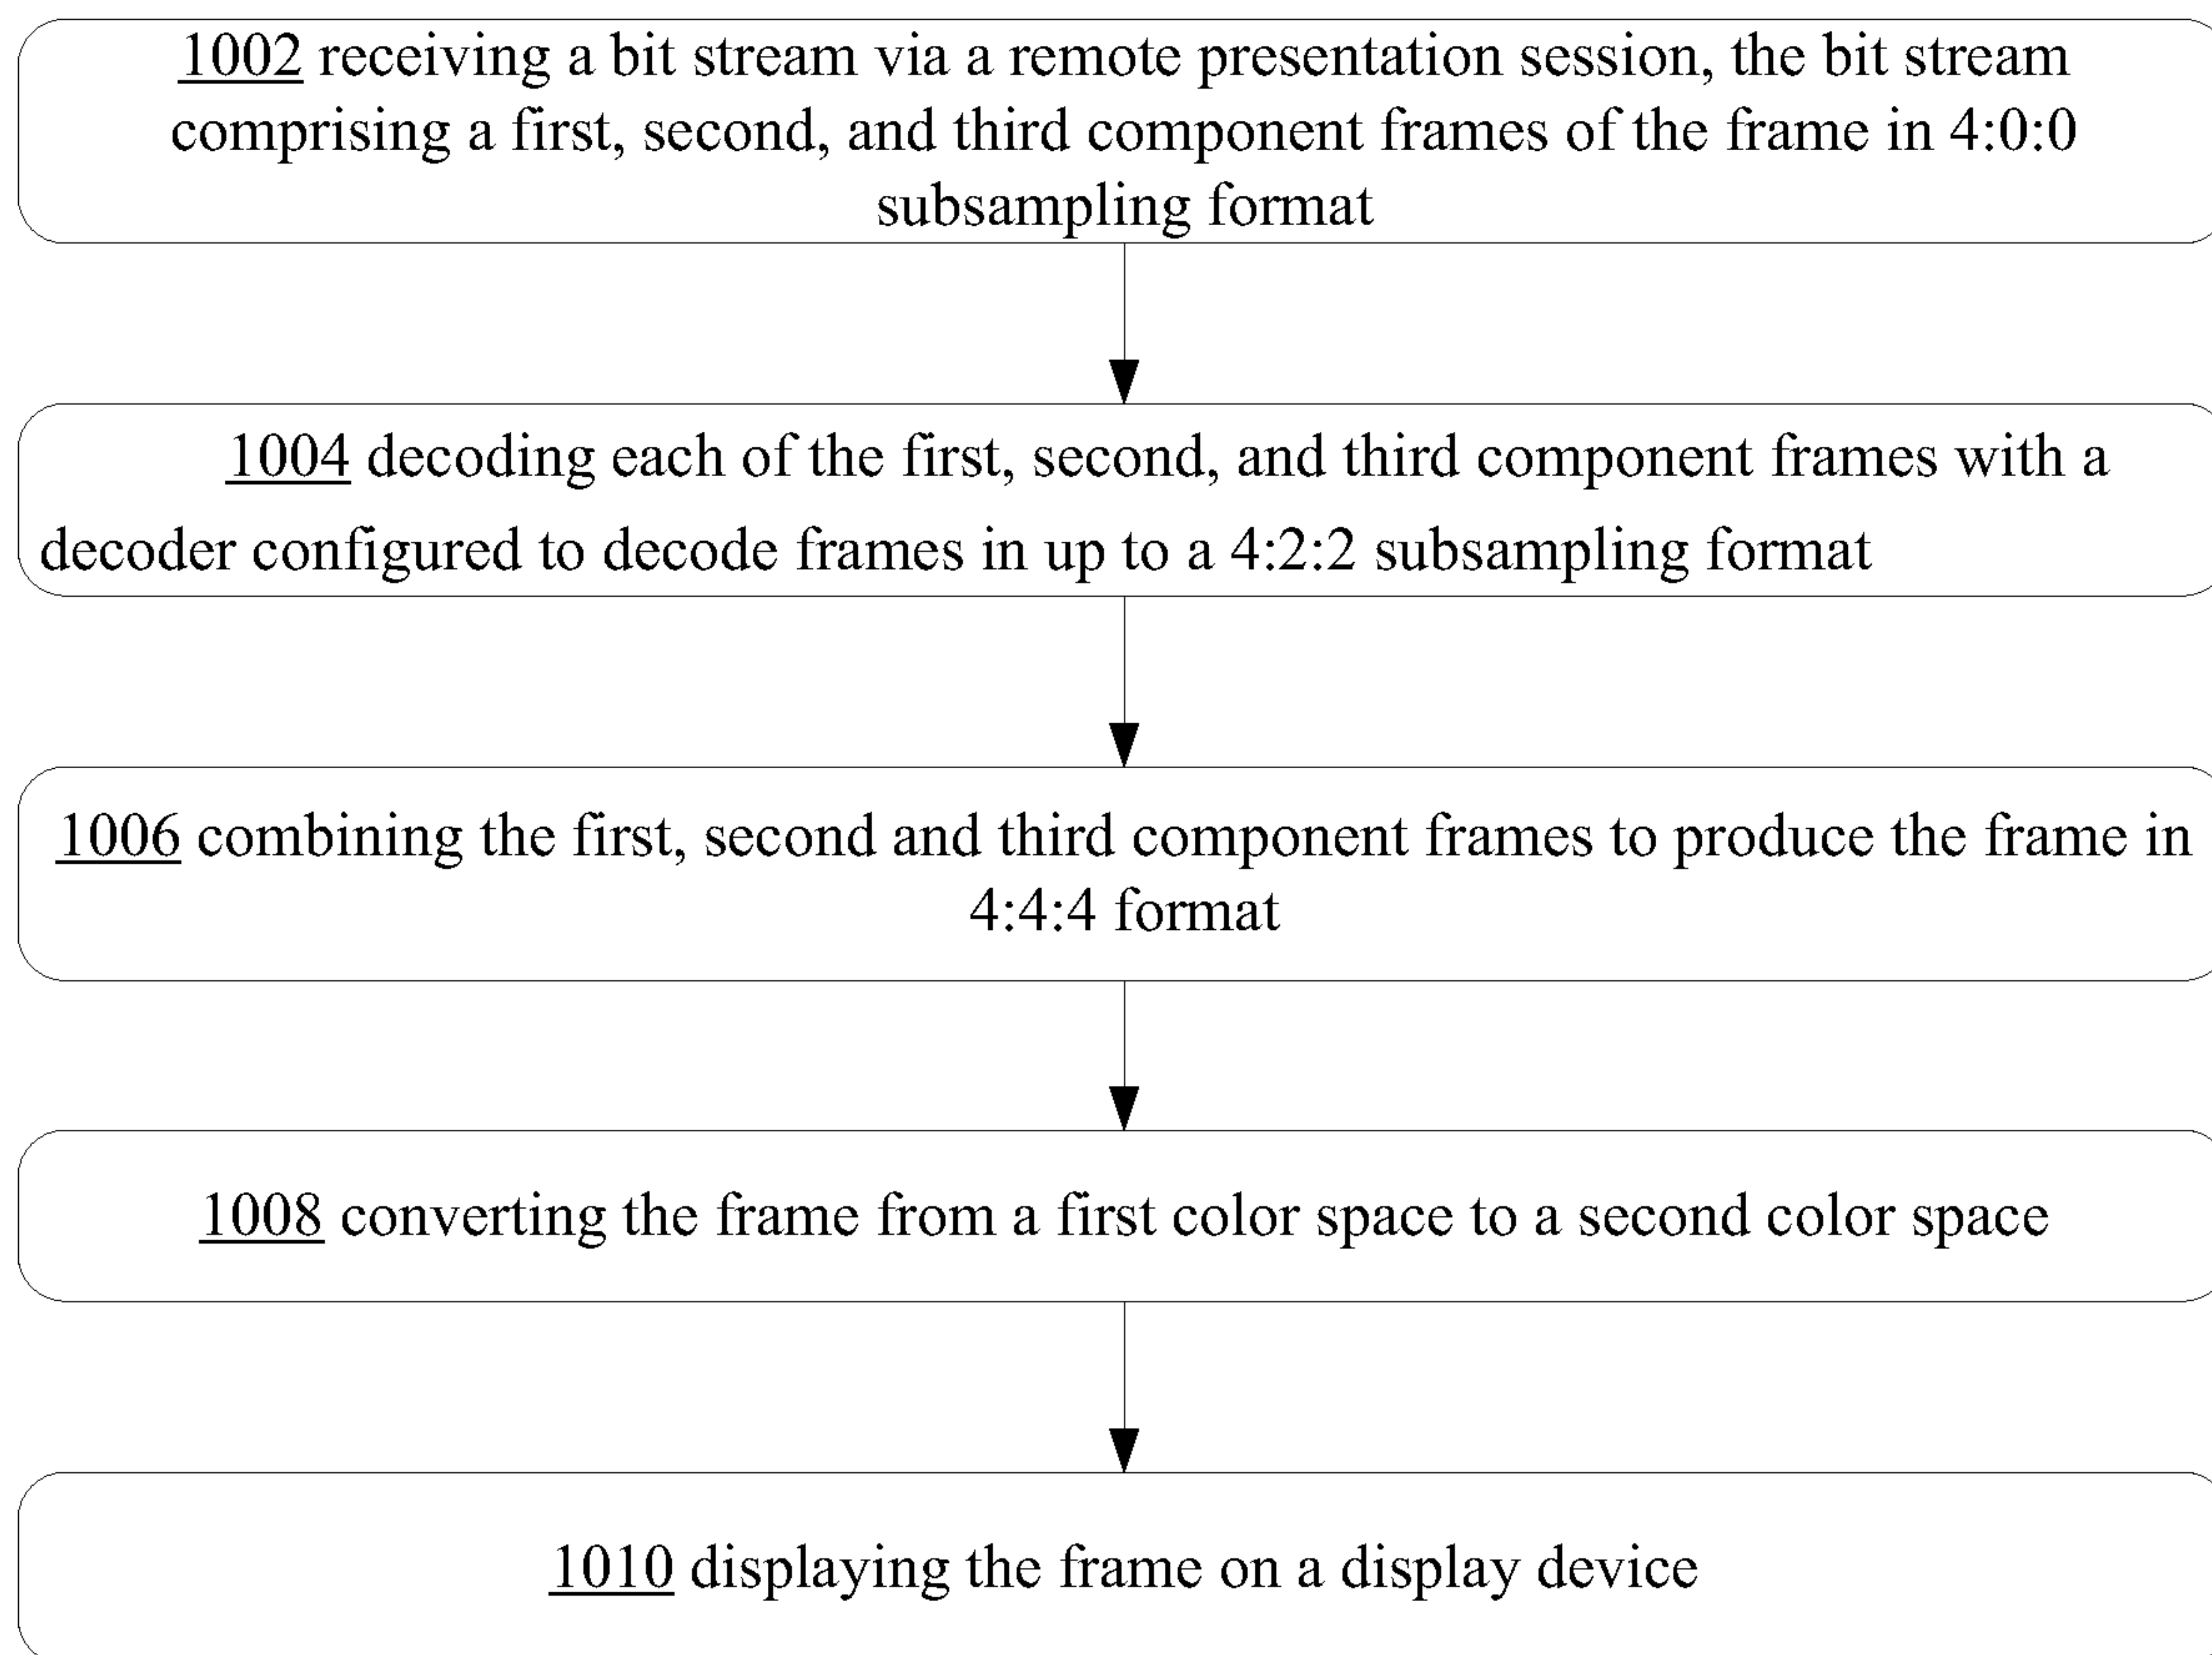 1002 receiving a bit stream via a remote presentation session, the bit stream
comprising a first, second, and third component frames of the frame in 4:0:0
subsampling format
1004 decoding each of the first, second, and third component frames with a
decoder configured to decode frames in up to a 4:2:2 subsampling format
1006 combining the first, second and third component frames to produce the frame in
4:4:4 format
1008 converting the frame from a first color space to a second color space
1010 displaying the frame on a display device